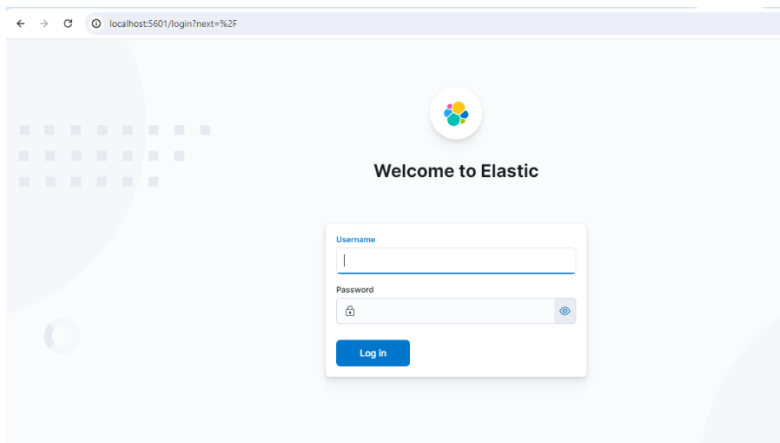 localhost:5601/login?next=%2F
Welcome to Elastic
Username
Password
Log in